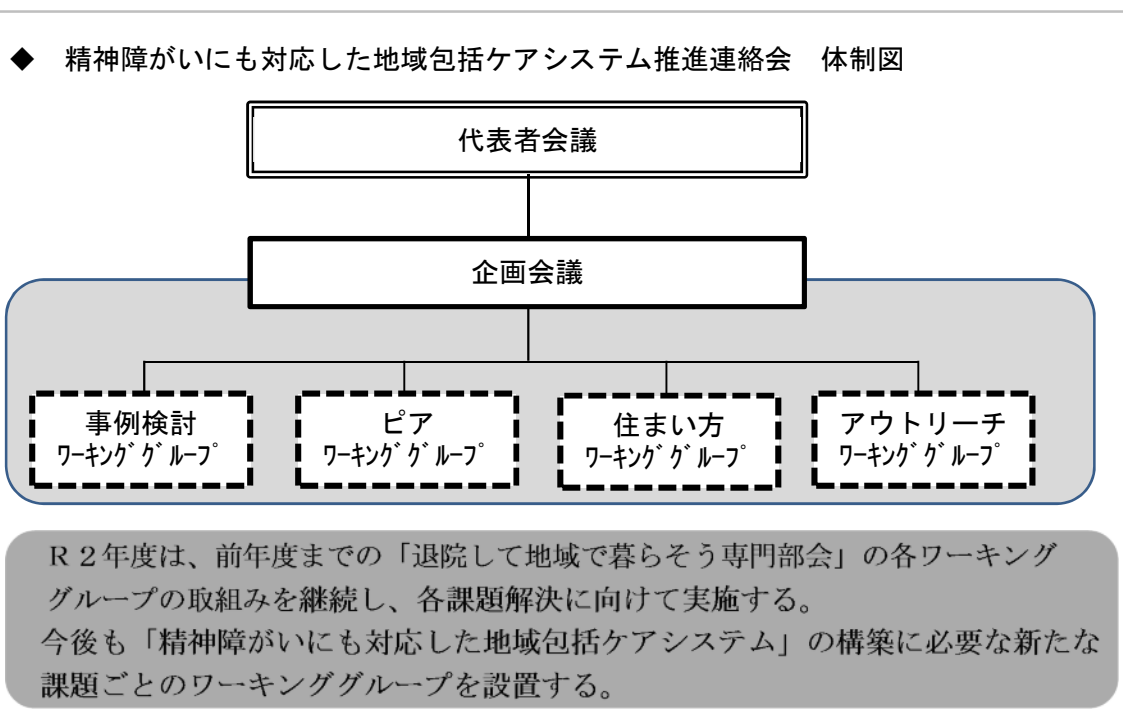 ◆ 精神障がいにも対応した地域包括ケアシステム推進連絡会 体制図
代表者会議
企画会議
事例検討
ﾜｰｷﾝｸﾞｸﾞﾙｰﾌﾟ
ピア
ﾜｰｷﾝｸﾞｸﾞﾙｰﾌﾟ
住まい方
ﾜｰｷﾝｸﾞｸﾞﾙｰﾌﾟ
アウトリーチ
ﾜｰｷﾝｸﾞｸﾞﾙｰﾌﾟ
Ｒ２年度は、前年度までの「退院して地域で暮らそう専門部会」の各ワーキング
グループの取組みを継続し、各課題解決に向けて実施する。
今後も「精神障がいにも対応した地域包括ケアシステム」の構築に必要な新たな
課題ごとのワーキンググループを設置する。